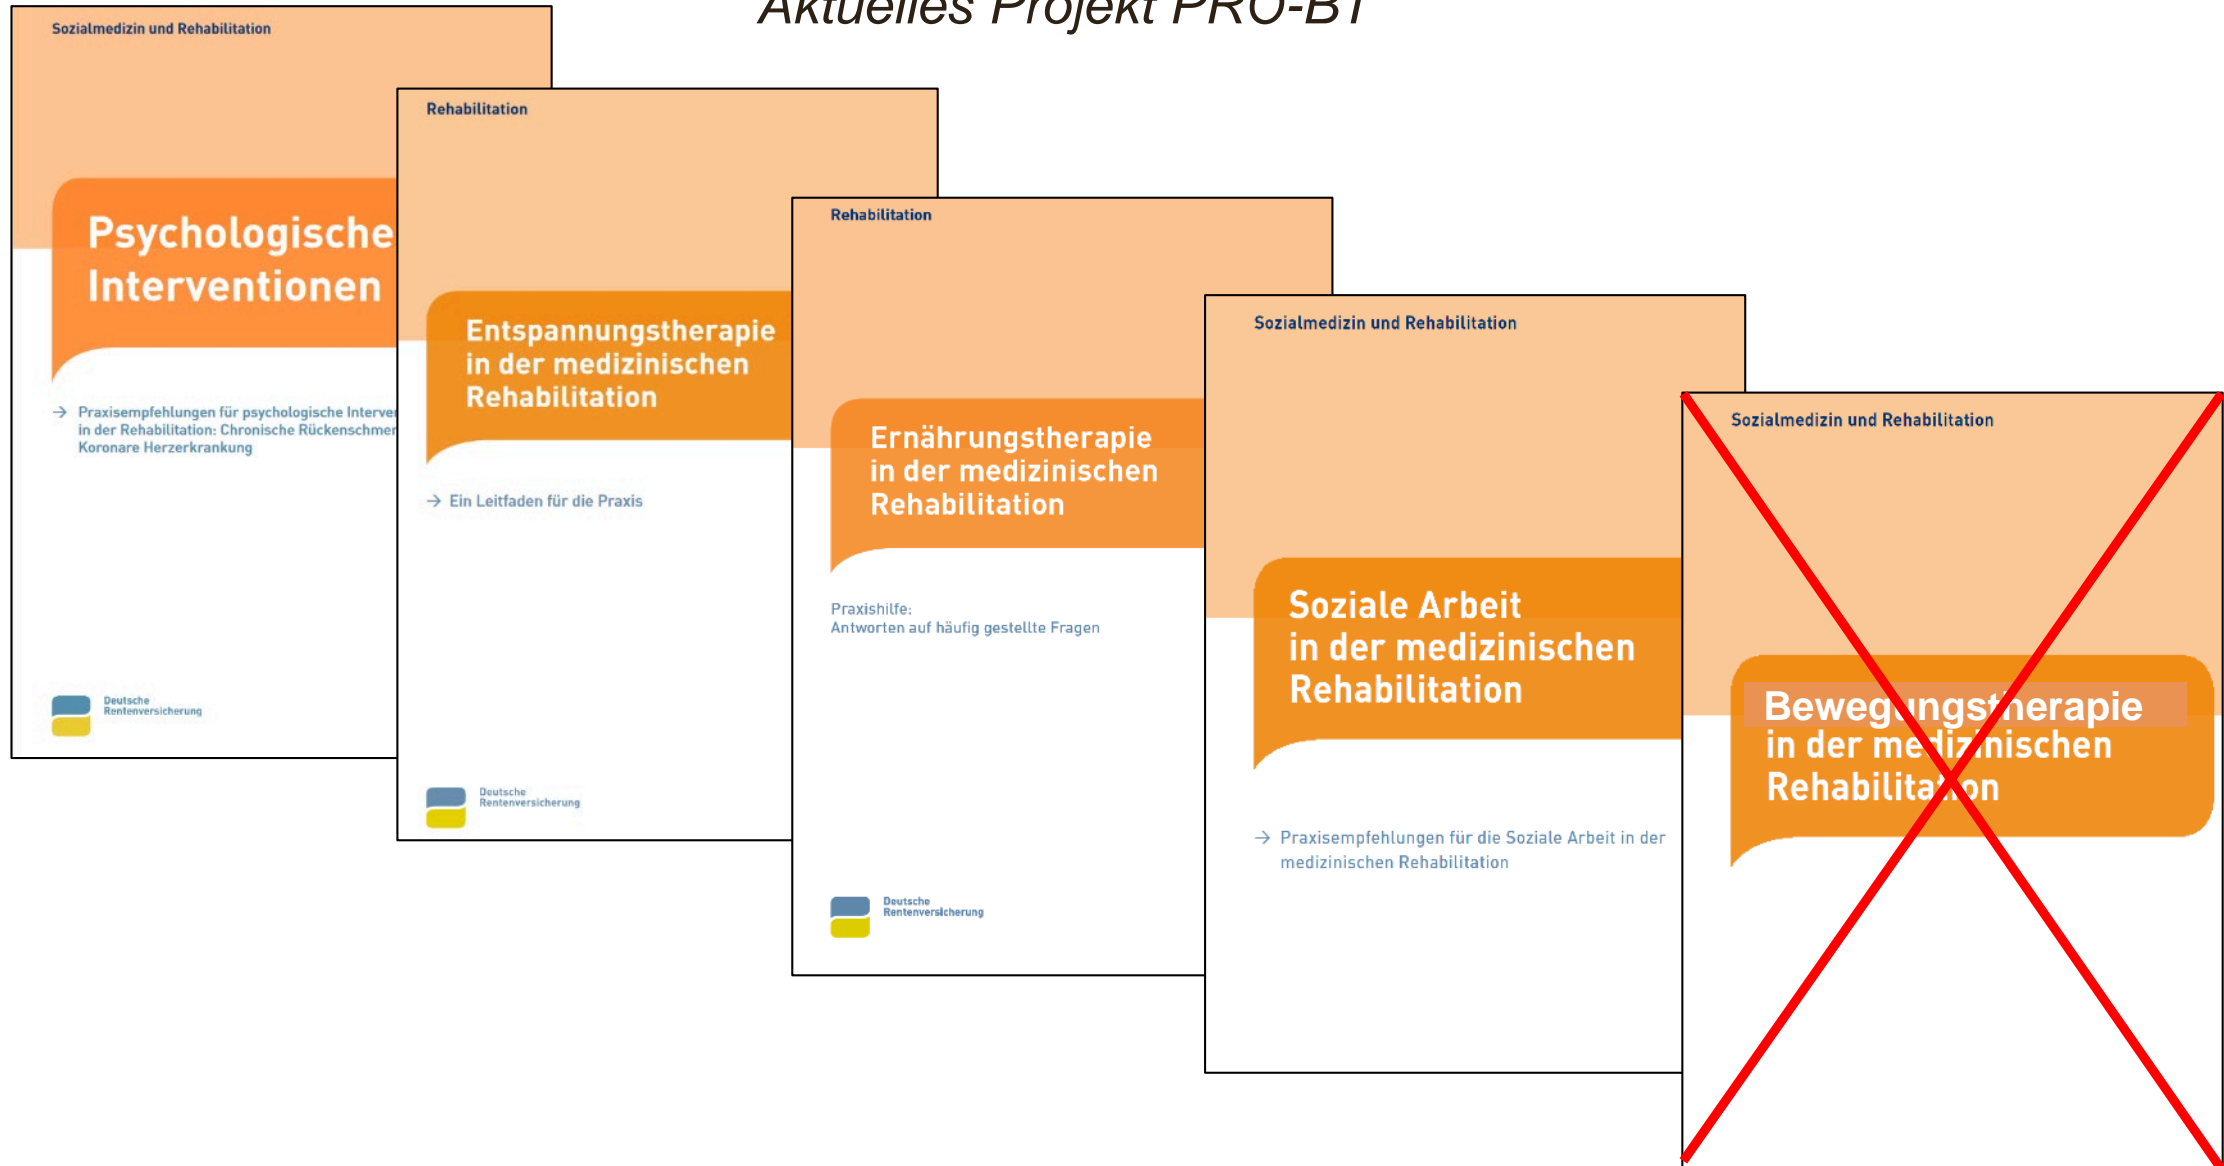 Aktuelles Projekt PRO-BT
Sozialmedizin und Rehabilitation
Psychologische
Interventionen
→ Praxisempfehlungen für psychologische
in der Rehabilitation: Chronische
Koronare Herzerkrankung
Deutsche
Rentenversicherung
Rehabilitation
Entspannungstherapie
in der medizinischen
Rehabilitation
→ Ein Leitfaden für die Praxis
Deutsche
Rentenversicherung
Rehabilitation
Ernährungstherapie
in der medizinischen
Rehabilitation
Praxishilfe:
Antworten auf häufig gestellte Fragen
Deutsche
Rentenversicherung
Sozialmedizin und Rehabilitation
Soziale Arbeit
in der medizinischen
Rehabilitation
→ Praxisempfehlungen für die Soziale Arbeit in der
medizinischen Rehabilitation
Sozialmedizin und Rehabilitation
Bewegungstherapie
in der medizinischen
Rehabilitation